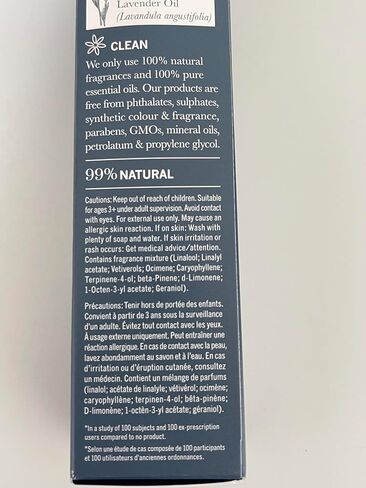 Lavender Oil
(Lavandula angustifolia)
CLEAN
We only use 100% natural
fragrances and 100% pure
essential oils. Our products are
free from phthalates, sulphates,
synthetic colour & fragrance,
parabens, GMOs, mineral oils,
petrolatum & propylene glycol.
99% NATURAL
Cautions: Keep out of reach of children. Suitable
for ages 3+ under adult supervision. Avoid contact
with eyes. For external use only. May cause an
allergic skin reaction. If on skin: Wash with
plenty of soap and water. If skin irritation or
rash occurs: Get medical advice/attention.
Contains fragrance mixture (Linalool; Linalyl
acetate; Vetiverols; Ocimene; Caryophyllene;
Terpinene-4-ol; beta-Pinene; d-Limonene;
1-Octen-3-yl acetate; Geraniol).
Précautions: Tenir hors de portée des enfants.
Convient à partir de 3 ans sous la surveillance
d'un adulte. Évitez tout contact avec les yeux.
À usage externe uniquement. Peut entraîner une
réaction allergique. En cas de contact avec la peau,
lavez abondamment au savon et à l'eau. En cas
d'irritation ou d'éruption cutanée, consultez
un médecin. Contient un mélange de parfums
(linalol; acétate de linalyle; vétivérol; ocimène;
caryophyllène; terpinen-4-ol; bêta-pinène;
D-limonène; 1-octèn-3-yl acétate; géraniol).
*In a study of 100 subjects and 100 ex-prescription
users compared to no product.
*Selon une étude de cas composée de 100 participants
et 100 utilisateurs d'anciennes ordonnances.